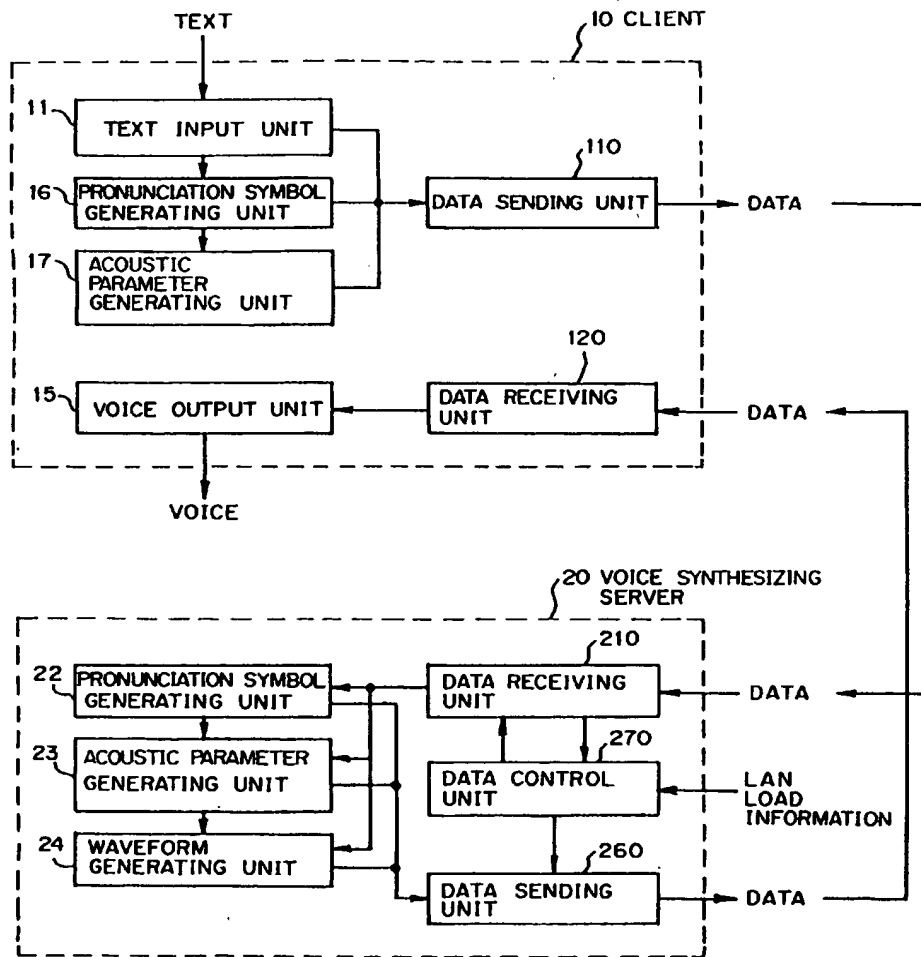 TEXT
10 CLIENT
11
TEXT INPUT UNIT
110
16
PRONUNCIATION SYMBOL
GENERATING UNIT
DATA SENDING UNIT
DATA
17
ACOUSTIC
PARAMETER
GENERATING UNIT
120
15
VOICE OUTPUT UNIT
DATA RECEIVING
UNIT
DATA
VOICE
20 VOICE SYNTHESIZING
SERVER
210
22
PRONUNCIATION SYMBOL
GENERATING UNIT
DATA RECEIVING
UNIT
DATA
270
23
ACOUSTIC PARAMETER
GENERATING UNIT
DATA CONTROL
UNIT
LAN
LOAD
INFORMATION
24
WAVEFORM
GENERATING UNIT
260
DATA SENDING
UNIT
DATA